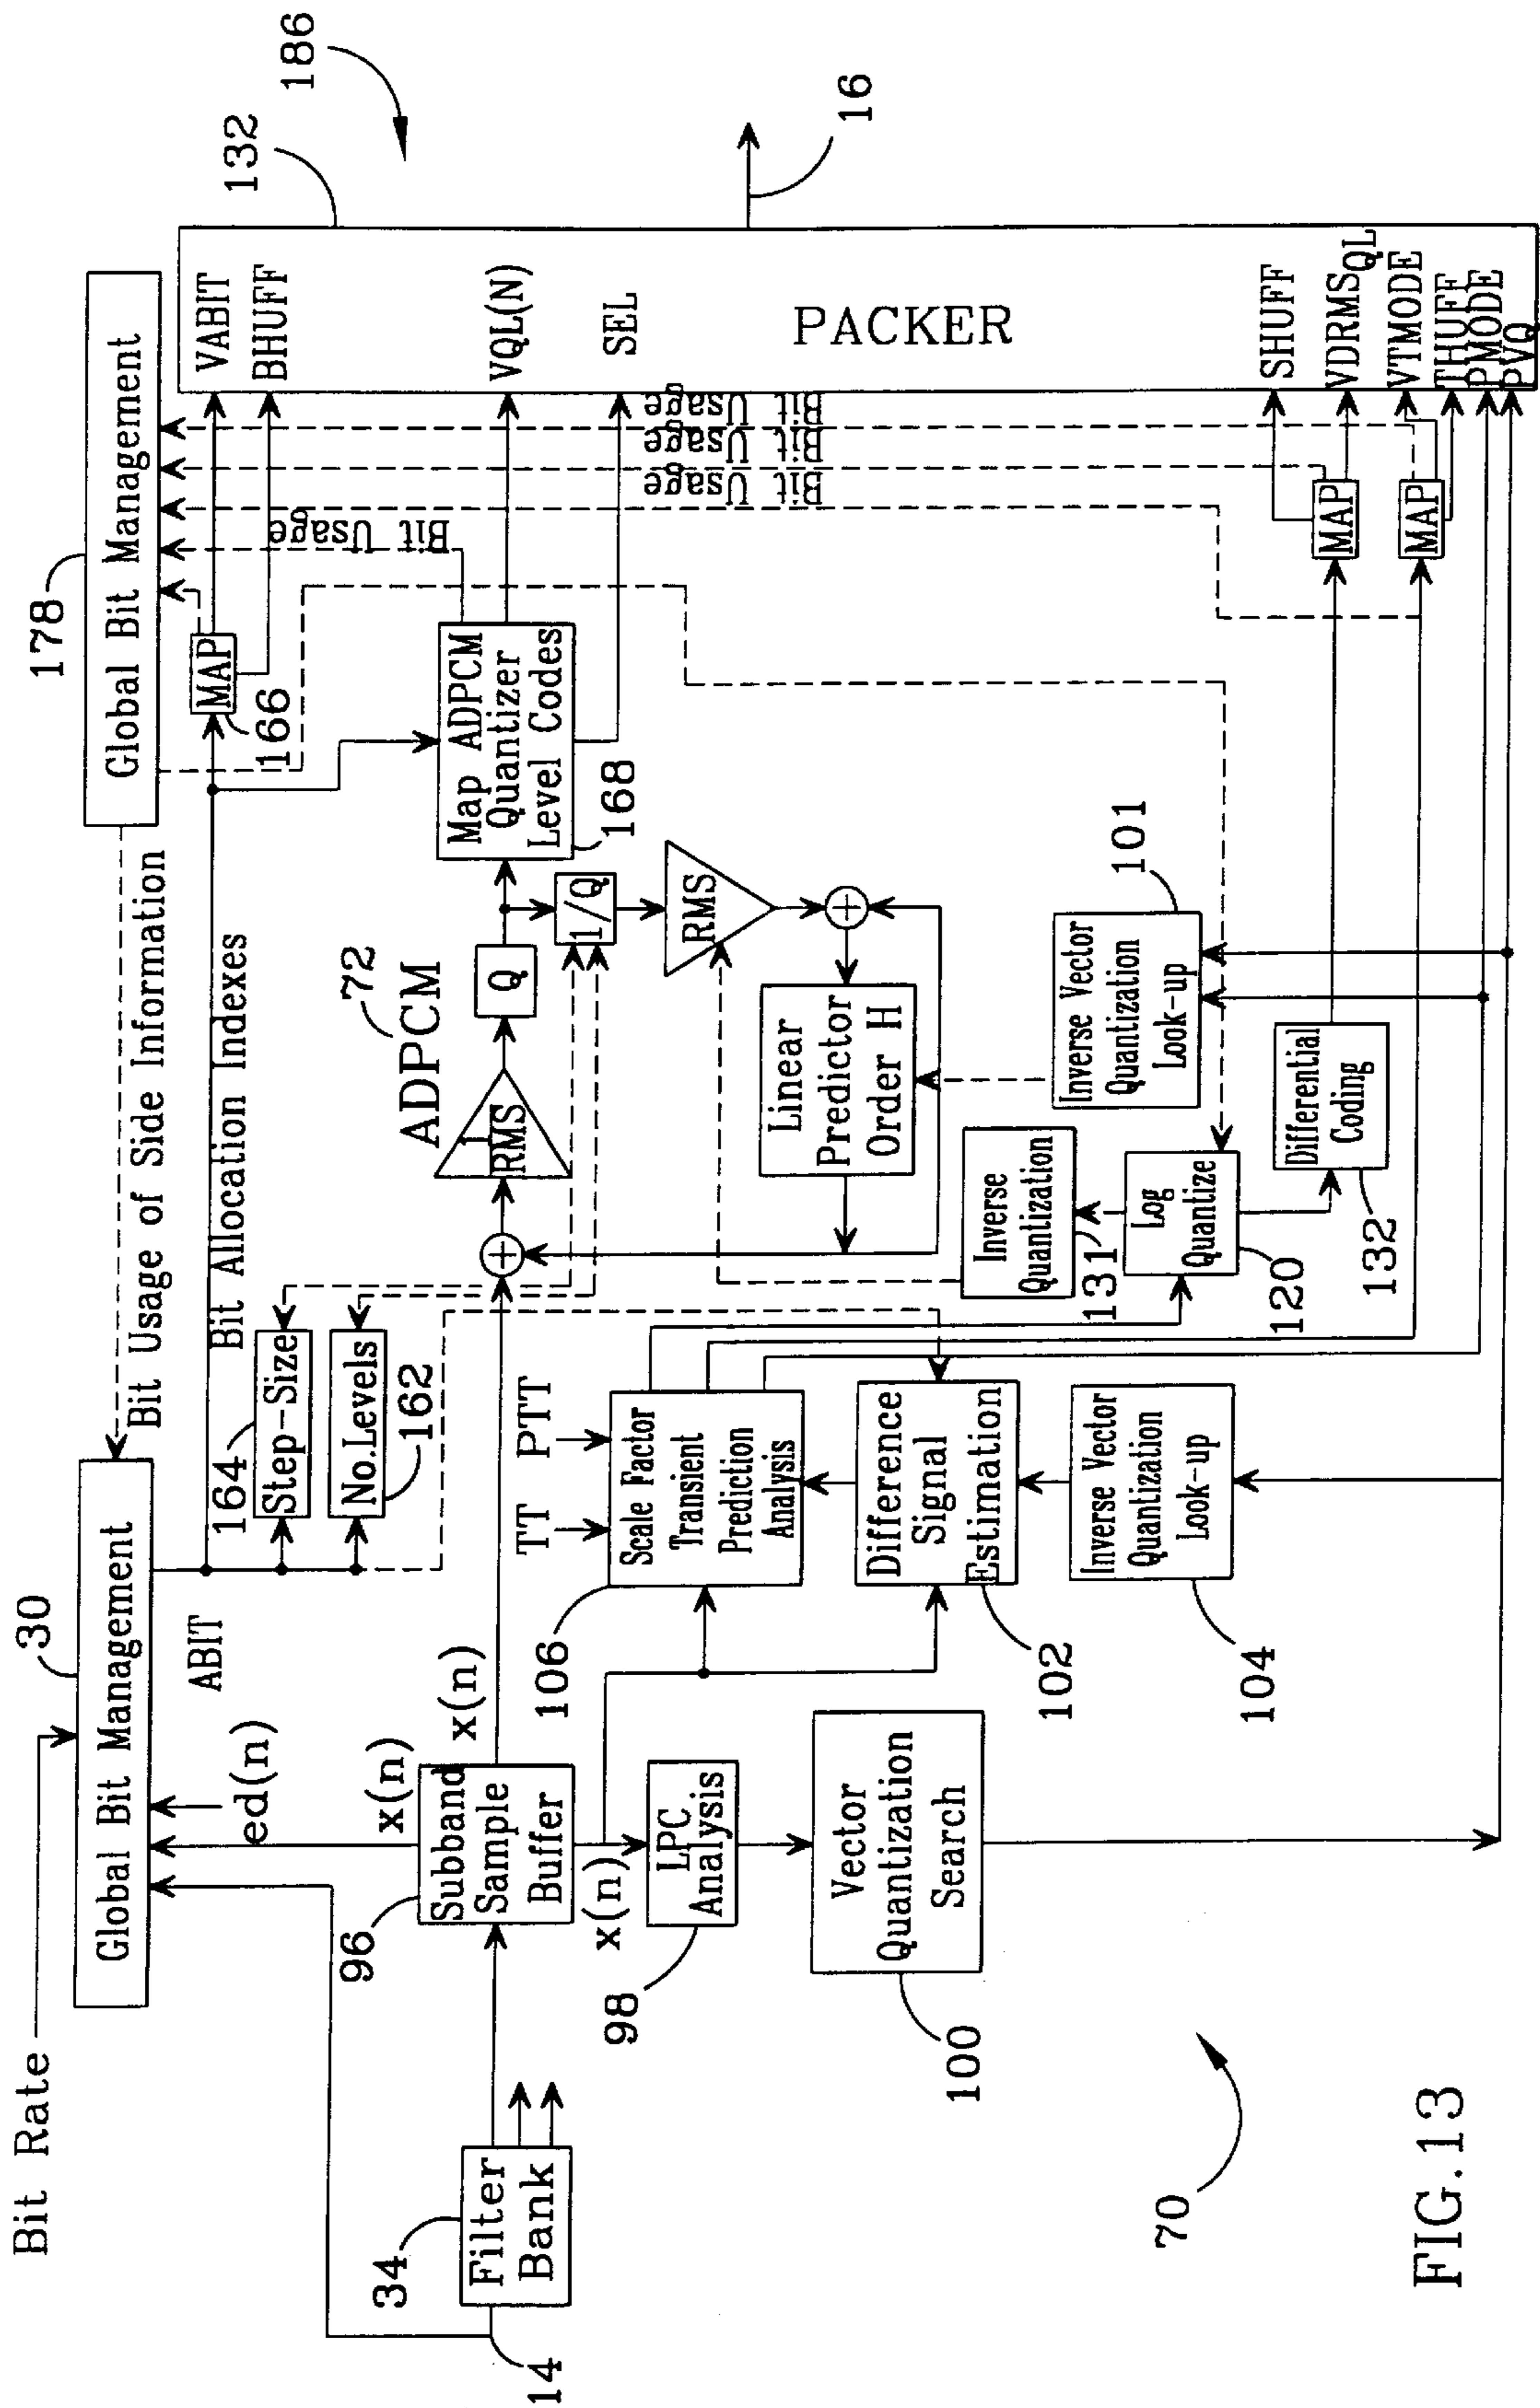 Bit Rate
30
Global Bit Management
ed(n)
ABIT
Bit Usage of Side Information
Bit Allocation Indexes
178
Global Bit Management
186
132
16
14
34
Filter
Bank
96
Subband
Sample
Buffer
x(n)
x(n)
x(n)
98
LPC
Analysis
100
Vector
Quantization
Search
164
Step-Size
No.Levels
162
TT
PTT
106
Scale Factor
Transient
Prediction
Analysis
102
Difference
Signal
Estimation
104
Inverse Vector
Quantization
Look-up
ADPCM
72
1
RMS
Q
1/Q
RMS
Linear
Predictor
Order H
Inverse
Quantization
131
Log
Quantize
120
101
Inverse Vector
Quantization
Look-up
Differential
Coding
132
MAP
166
Map ADPCM
Quantizer
Level Codes
168
Bit Usage
Bit Usage
Bit Usage
Bit Usage
MAP
MAP
VABIT
BHUFF
VQL(N)
SEL
PACKER
SHUFF
VDRMSQL
VTMODE
THUFF
PMODE
PVQ
70
FIG.13